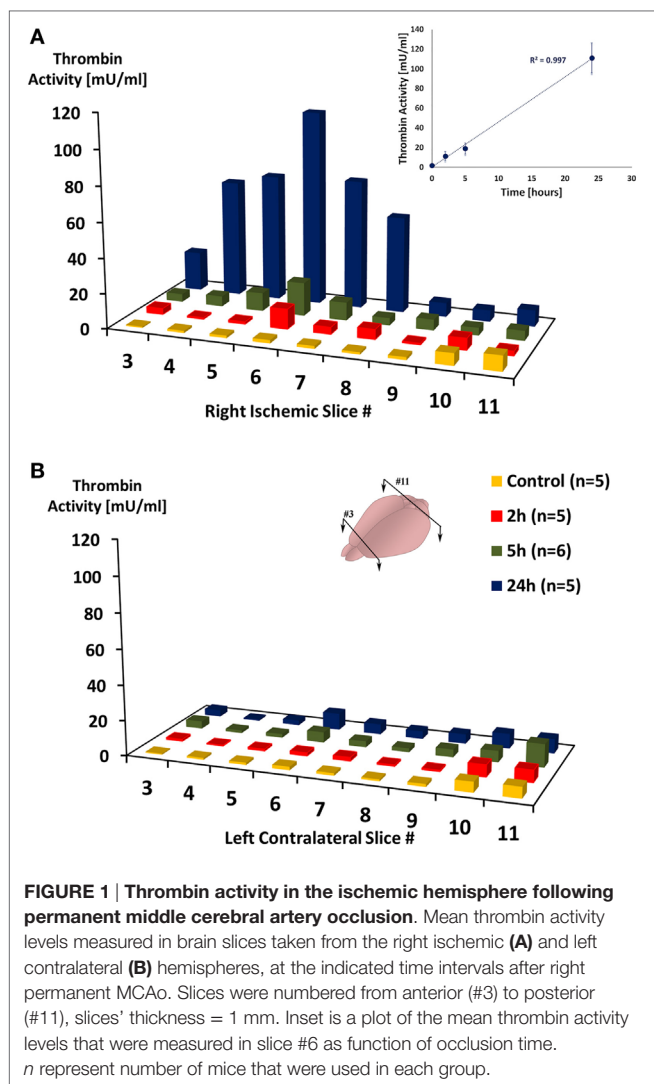 A
Thrombin
Activity [mU/ml]
120
100
80
60
40
20
0
3 4 5 6 7 8 9 10 11
Right Ischemic Slice #
Thrombin Activity [mU/ml]
140
120
100
80
60
40
20
0
R² = 0.997
0 5 10 15 20 25 30
Time [hours]
B
Thrombin
Activity [mU/ml]
120
100
80
60
40
20
0
3 4 5 6 7 8 9 10 11
Left Contralateral Slice #
#3
#11
Control (n=5)
2h (n=5)
5h (n=6)
24h (n=5)
FIGURE 1 | Thrombin activity in the ischemic hemisphere following
permanent middle cerebral artery occlusion. Mean thrombin activity
levels measured in brain slices taken from the right ischemic (A) and left
contralateral (B) hemispheres, at the indicated time intervals after right
permanent MCAo. Slices were numbered from anterior (#3) to posterior
(#11), slices' thickness = 1 mm. Inset is a plot of the mean thrombin activity
levels that were measured in slice #6 as function of occlusion time.
n represent number of mice that were used in each group.